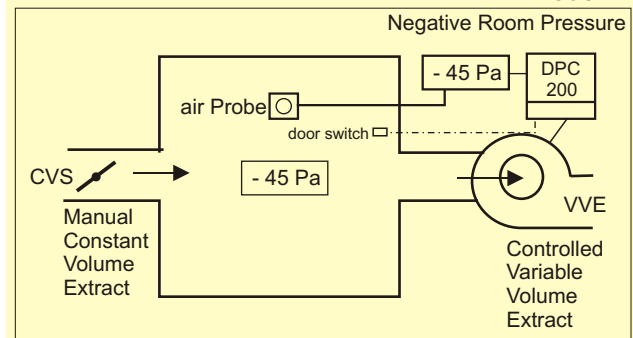 Negative Room Pressure
- 45 Pa
DPC
200
air Probe
door switch
CVS
- 45 Pa
VVE
Manual
Constant
Volume
Extract
Controlled
Variable
Volume
Extract